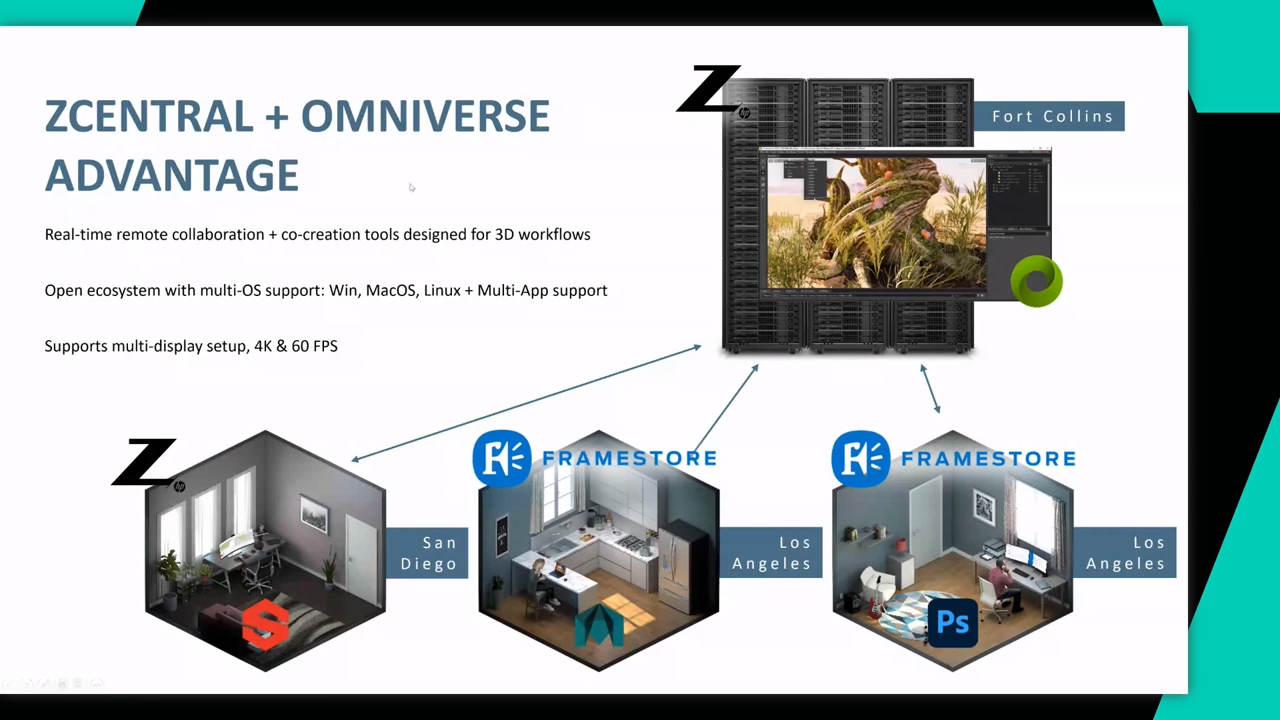 ZCENTRAL + OMNIVERSE
ADVANTAGE
Real-time remote collaboration + co-creation tools designed for 3D workflows
Open ecosystem with multi-OS support: Win, MacOS, Linux + Multi-App support
Supports multi-display setup, 4K & 60 FPS
Z
hp
Fort Collins
Z
hp
San
Diego
FRAMESTORE
Los
Angeles
FRAMESTORE
Los
Angeles
S
Ps